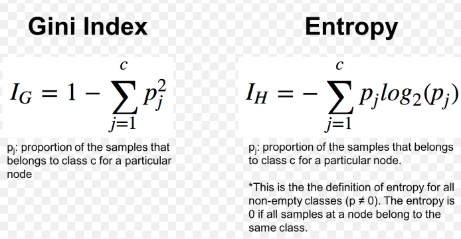 Gini Index
I_G = 1 − ∑_{j=1}^{c} p_j^2
p_j: proportion of the samples that
belongs to class c for a particular
node
Entropy
I_H = − ∑_{j=1}^{c} p_j log_2(p_j)
p_j: proportion of the samples that belongs
to class c for a particular node.
*This is the the definition of entropy for all
non-empty classes (p ≠ 0). The entropy is
0 if all samples at a node belong to the
same class.